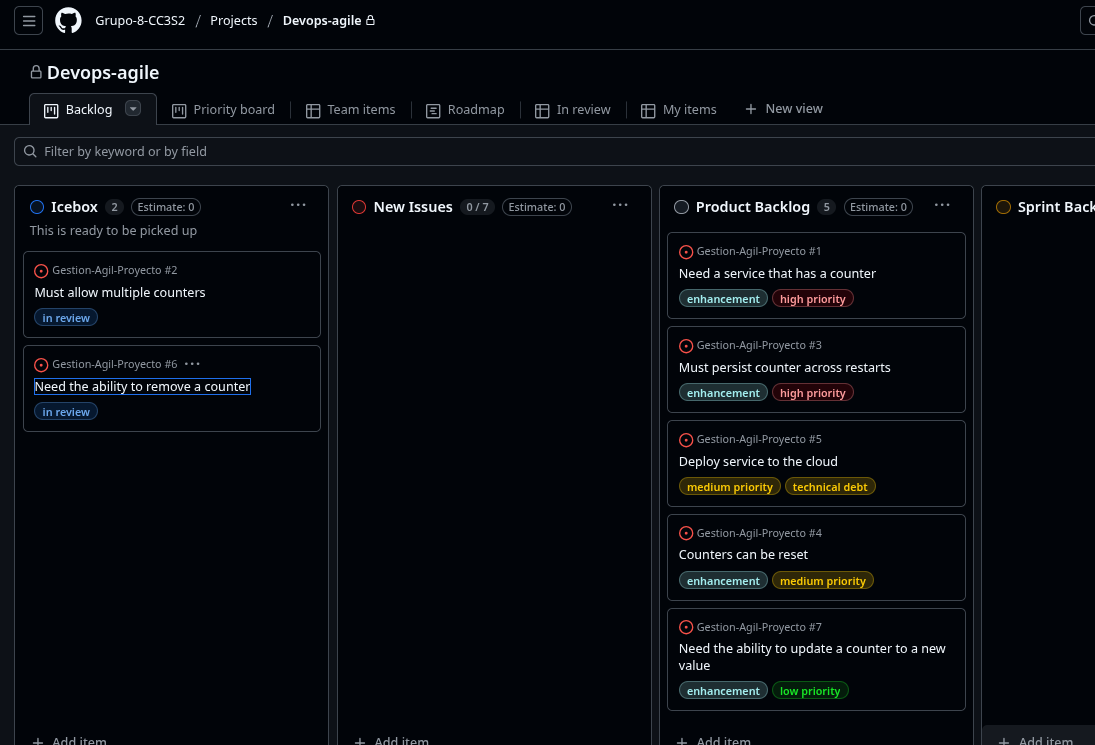 Grupo-8-CC3S2 / Projects / Devops-agile
Devops-agile
Backlog Priority board Team items Roadmap In review My items + New view
Filter by keyword or by field
Icebox 2 Estimate: 0
This is ready to be picked up
Gestion-Agil-Proyecto #2
Must allow multiple counters
in review
Gestion-Agil-Proyecto #6 ...
Need the ability to remove a counter
in review
+ Add item
New Issues 0 / 7 Estimate: 0
+ Add item
Product Backlog 5 Estimate: 0
Gestion-Agil-Proyecto #1
Need a service that has a counter
enhancement high priority
Gestion-Agil-Proyecto #3
Must persist counter across restarts
enhancement high priority
Gestion-Agil-Proyecto #5
Deploy service to the cloud
medium priority technical debt
Gestion-Agil-Proyecto #4
Counters can be reset
enhancement medium priority
Gestion-Agil-Proyecto #7
Need the ability to update a counter to a new
value
enhancement low priority
+ Add item
Sprint Back
+ Add item